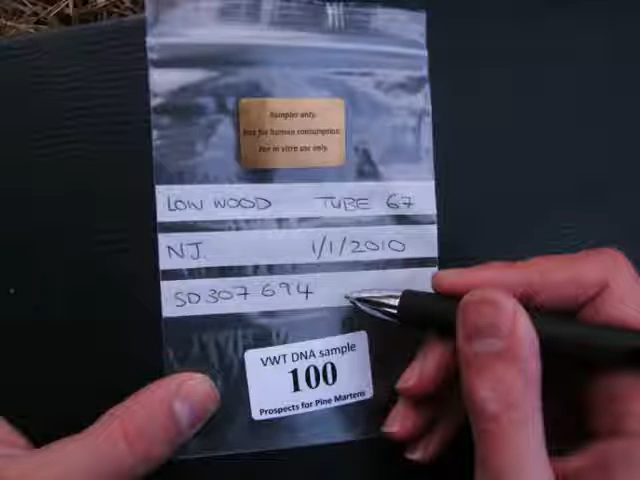 Samples only.
Not for human consumption.
For in vitro use only.
LOW WOOD TUBE 67
N.J. 1/1/2010
SD307 694
VWT DNA sample
100
Prospects for Pine Martens